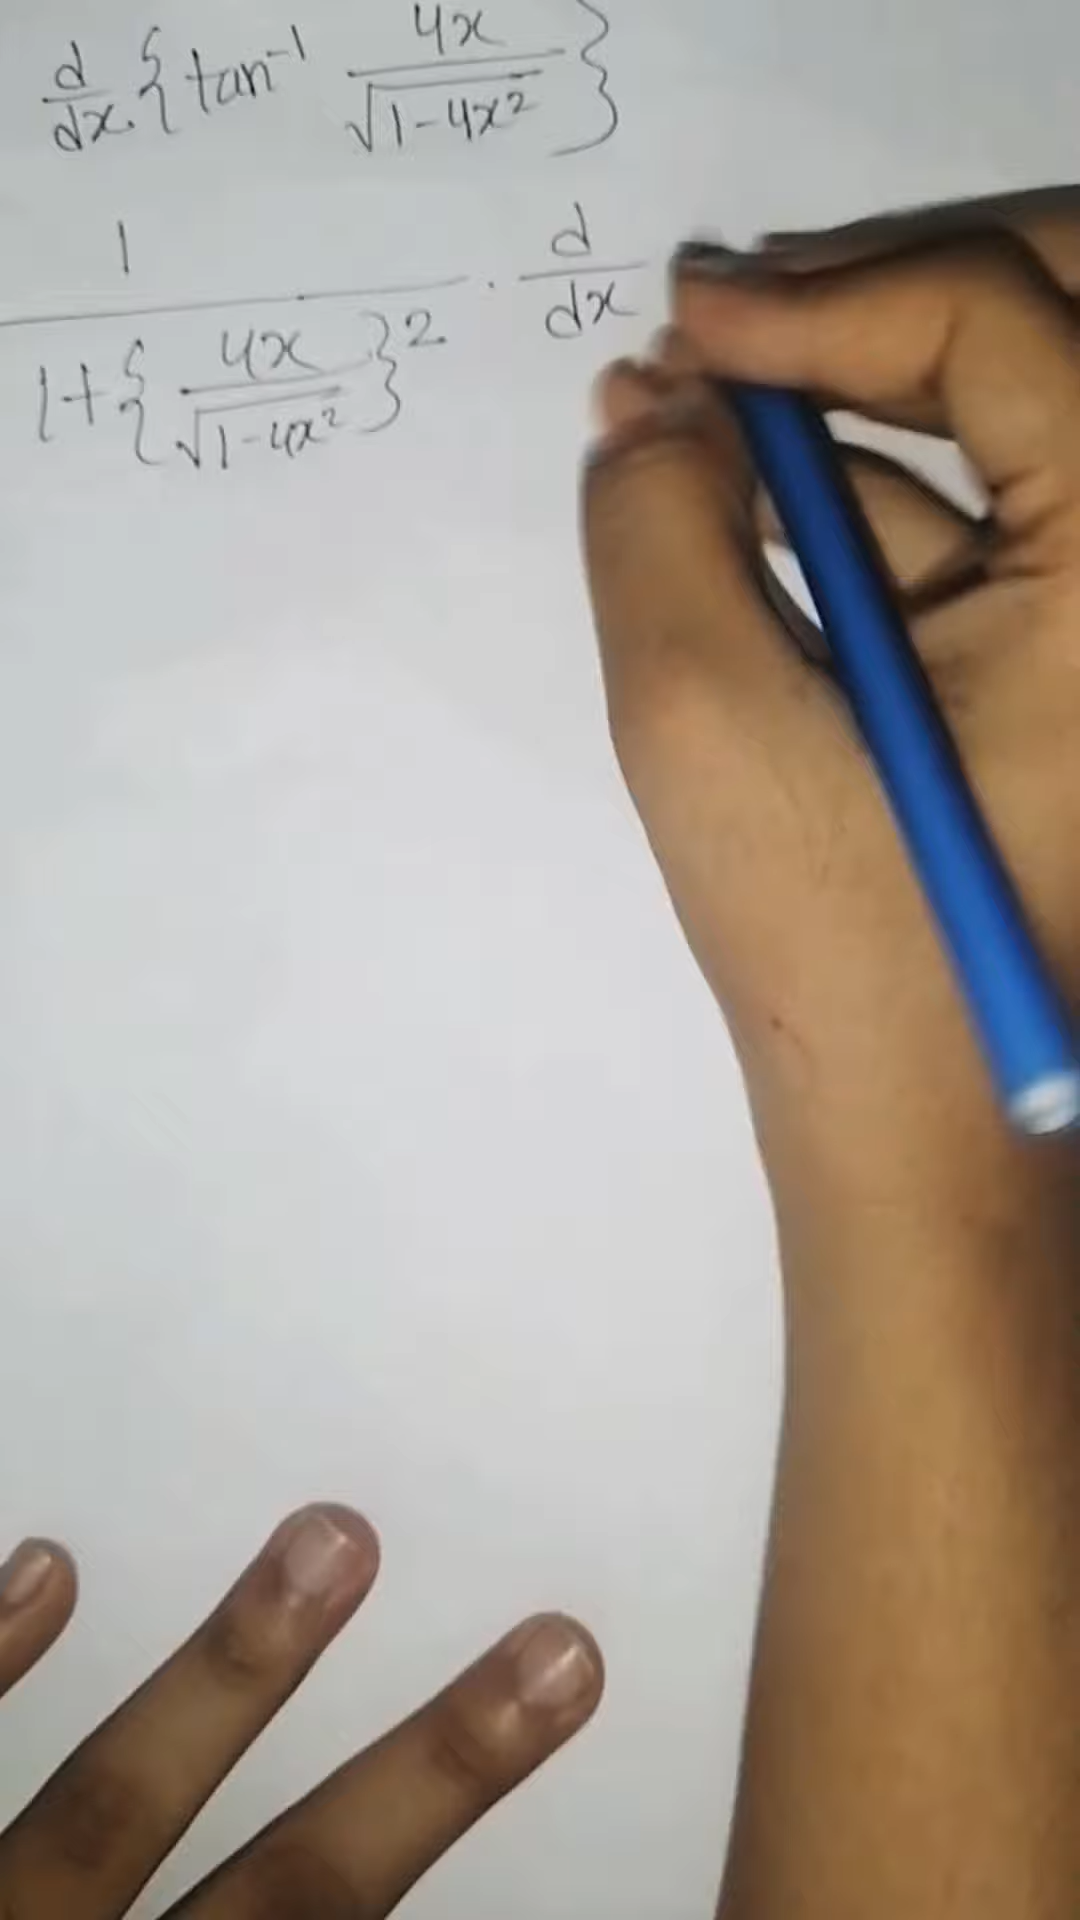 d/dx {tan⁻¹ 4x/√(1-4x²)}
1/(1+{4x/√(1-4x²)}²) · d/dx